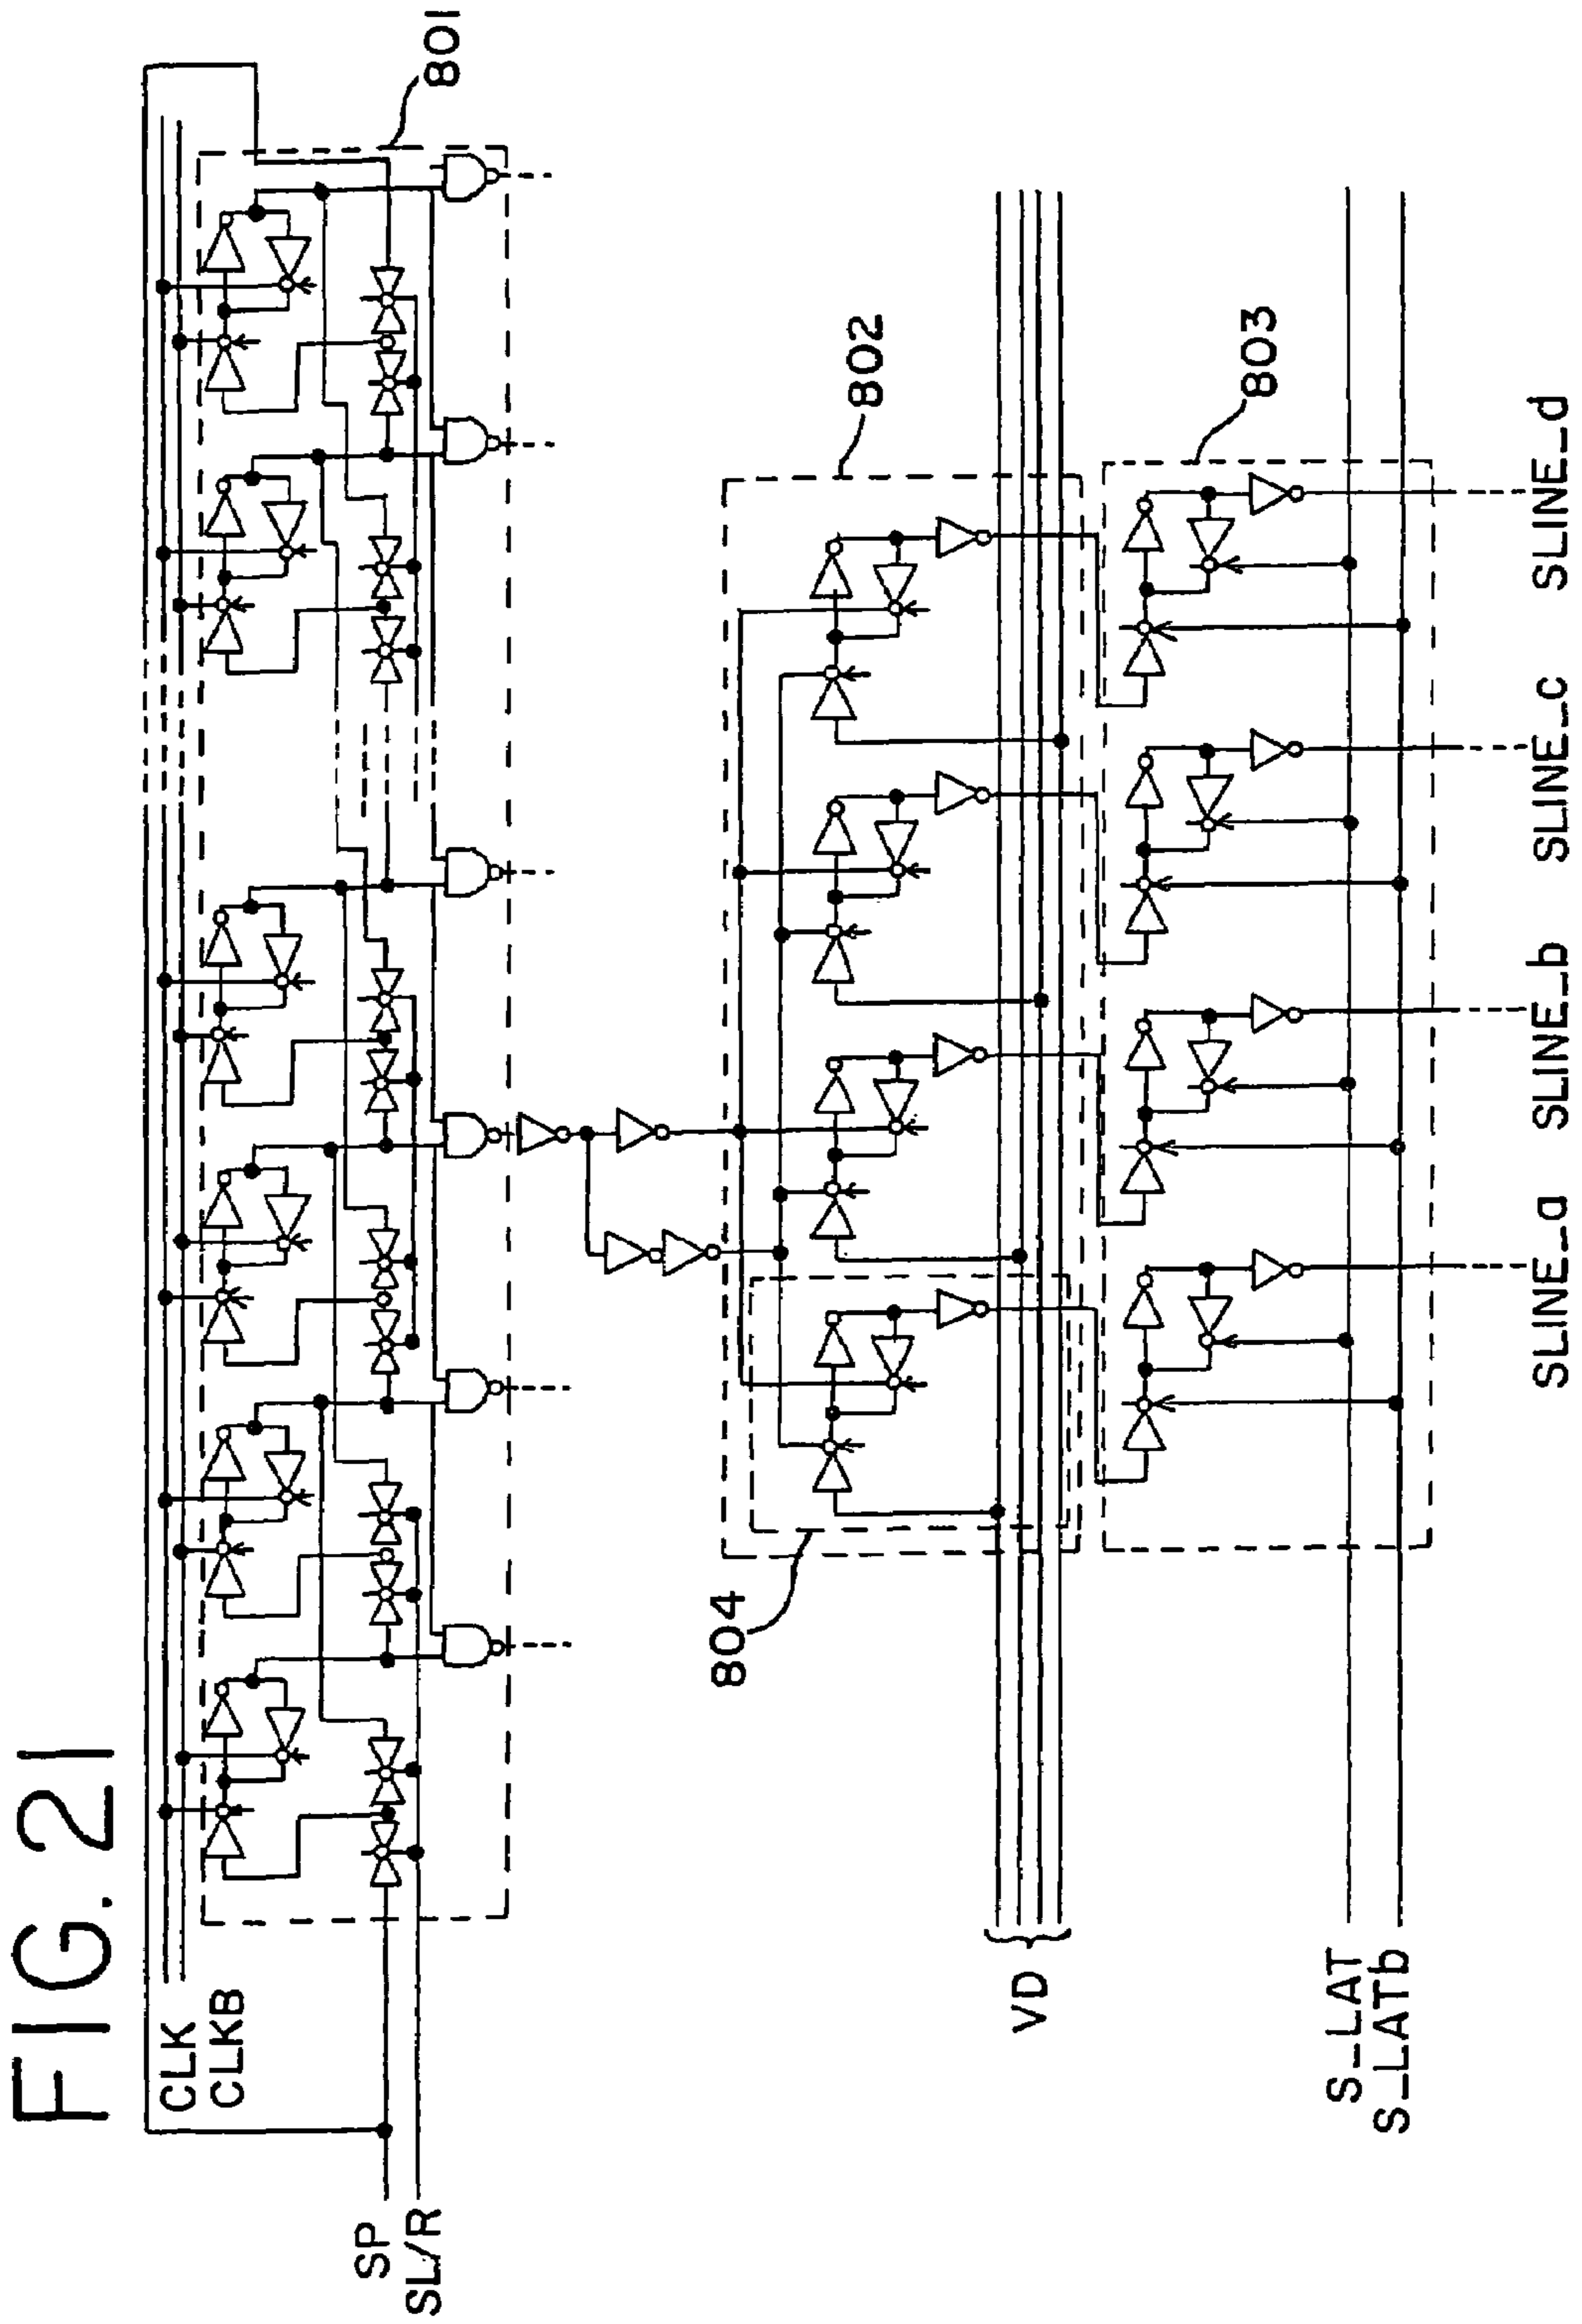 FIG. 21
801
CLK
CLKB
SP
SL/R
802
804
VD
803
S_LAT
S_LATb
SLINE_a
SLINE_b
SLINE_c
SLINE_d